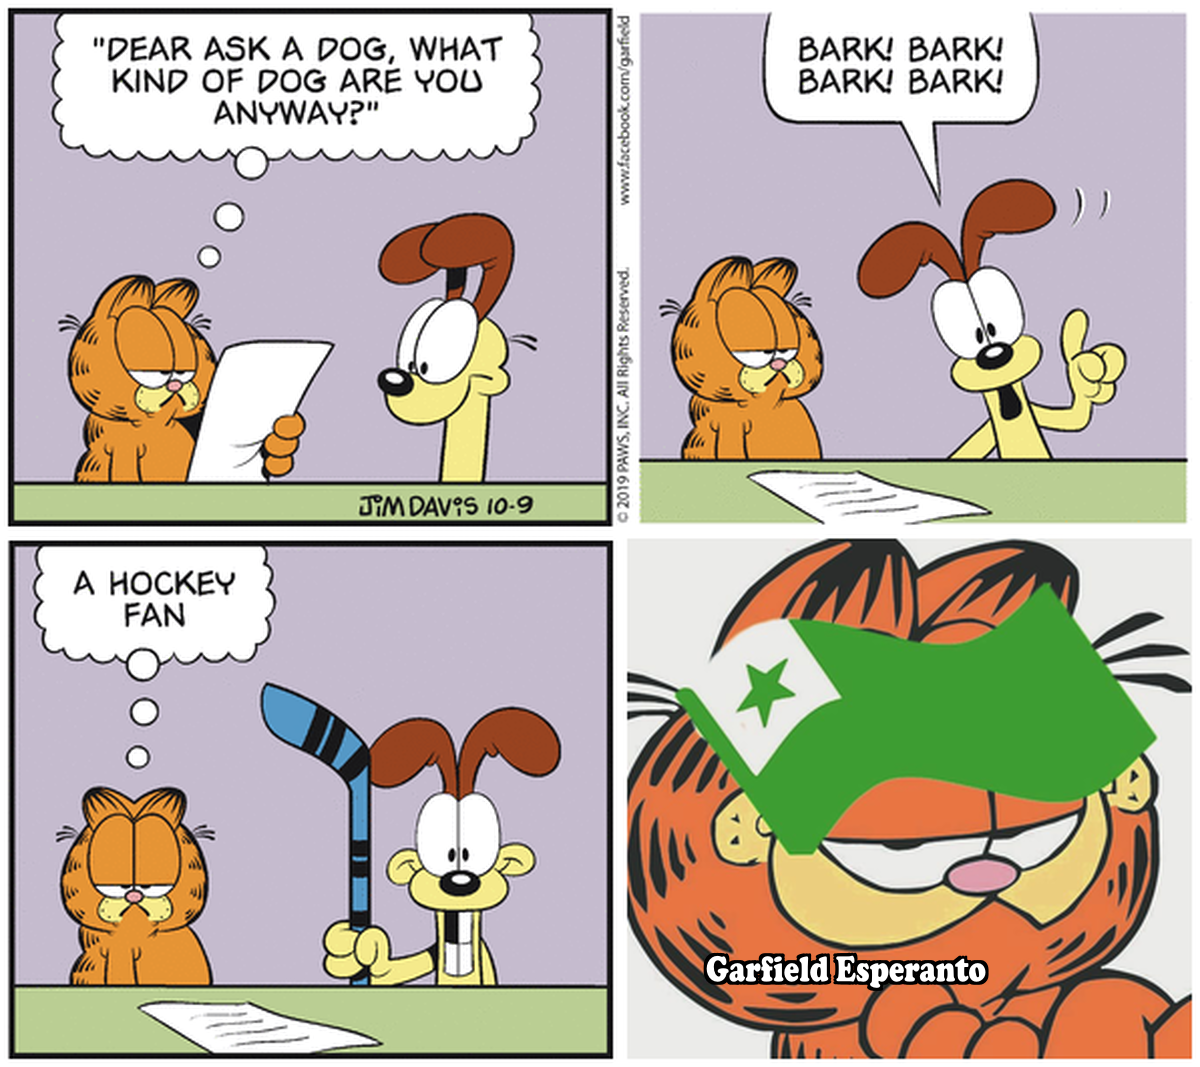 "DEAR ASK A DOG, WHAT
KIND OF DOG ARE YOU
ANYWAY?"
JIM DAVIS 10-9
© 2019 PAWS, INC. All Rights Reserved. www.facebook.com/garfield
BARK! BARK!
BARK! BARK!
A HOCKEY
FAN
Garfield Esperanto